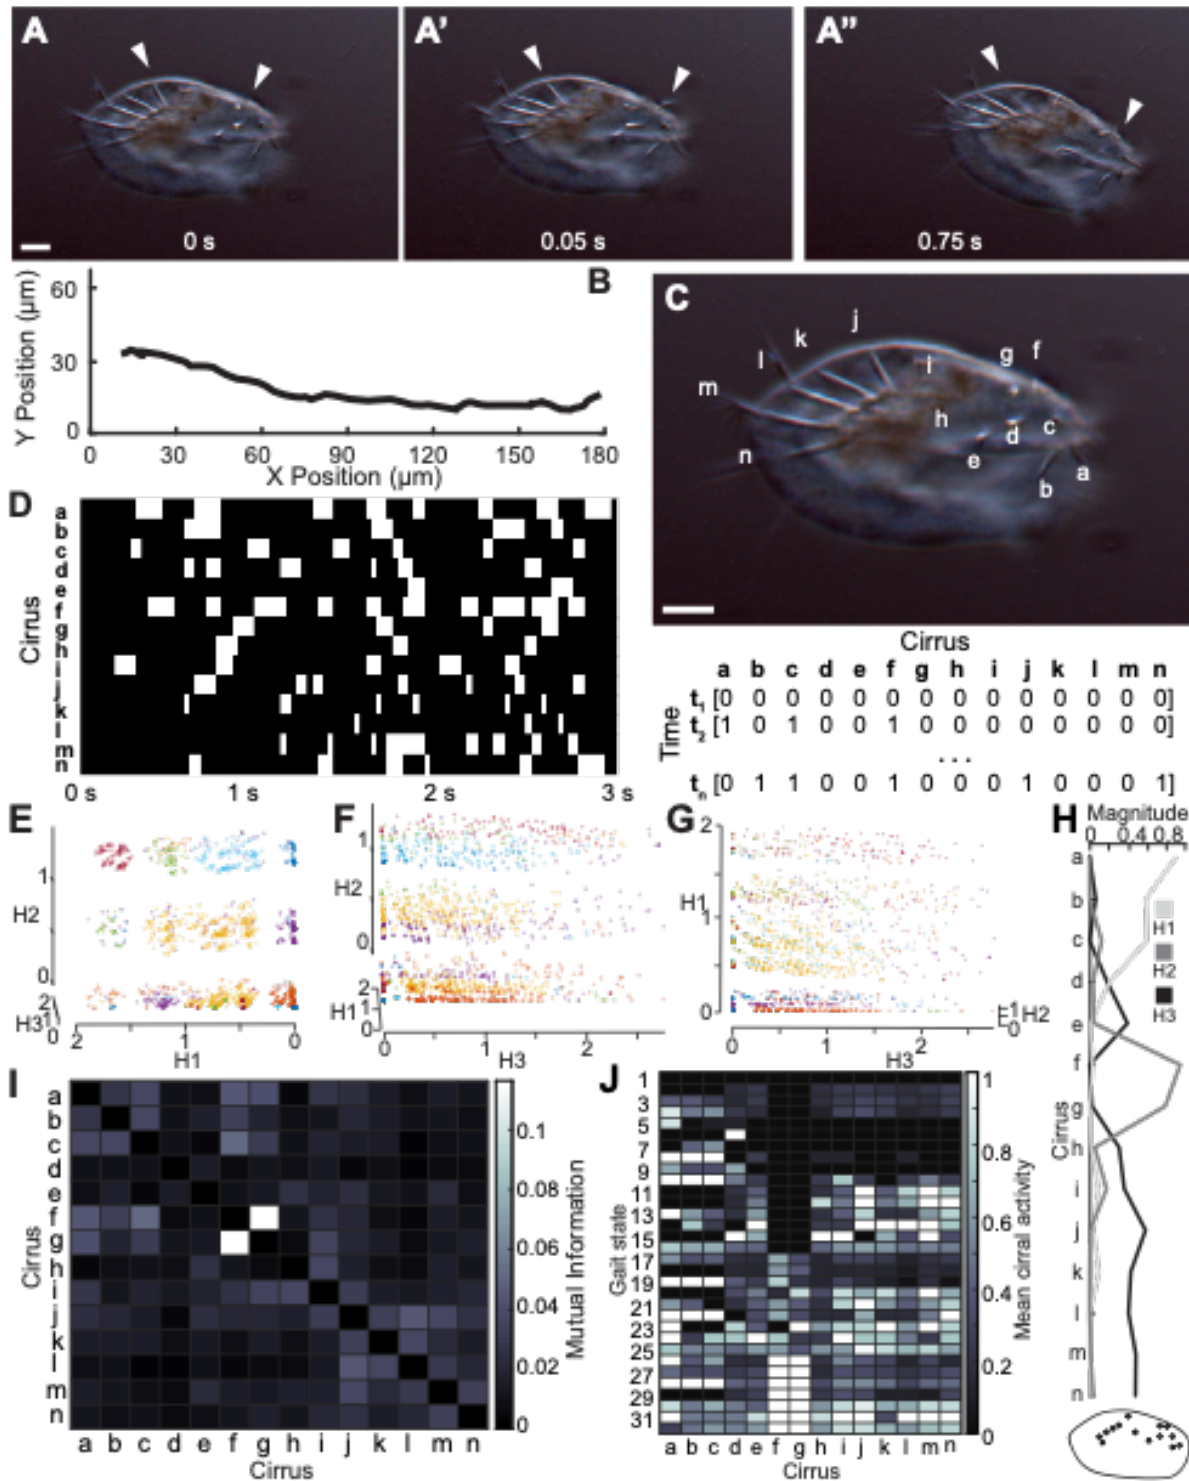 A
A'
A"
0 s
0.05 s
0.75 s
B
Y Position (µm)
60
30
0
0 30 60 90 120 150 180
X Position (µm)
C
a
b
c
d
e
f
g
h
i
j
k
l
m
n
D
Cirrus
a
b
c
d
e
f
g
h
i
j
k
l
m
n
0 s 1 s 2 s 3 s
Cirrus
a b c d e f g h i j k l m n
Time
t1 [0 0 0 0 0 0 0 0 0 0 0 0 0 0]
t2 [1 0 1 0 0 1 0 0 0 0 0 0 0 0]
...
tn [0 1 1 0 0 1 0 0 0 1 0 0 0 1]
E
1
H2
0
2
1
H3
0
2 1 0
H1
F
1
H2
0
2
1
H1
0
0 1 2
H3
G
2
H1
1
0
1
0
H2
0 1 2
H3
H
Magnitude
0 0.4 0.8
a
b
c
d
e
f
g
h
i
j
k
l
m
n
Cirrus
H1
H2
H3
I
a
b
c
d
e
f
g
h
i
j
k
l
m
n
Cirrus
a b c d e f g h i j k l m n
Cirrus
0.1
0.08
0.06
0.04
0.02
0
Mutual Information
J
1
3
5
7
9
11
13
15
17
19
21
23
25
27
29
31
Gait state
a b c d e f g h i j k l m n
Cirrus
1
0.8
0.6
0.4
0.2
0
Mean cirral activity